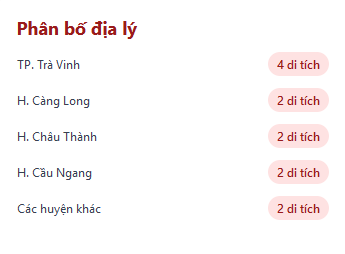 Phân bố địa lý
TP. Trà Vinh 4 di tích
H. Càng Long 2 di tích
H. Châu Thành 2 di tích
H. Cầu Ngang 2 di tích
Các huyện khác 2 di tích